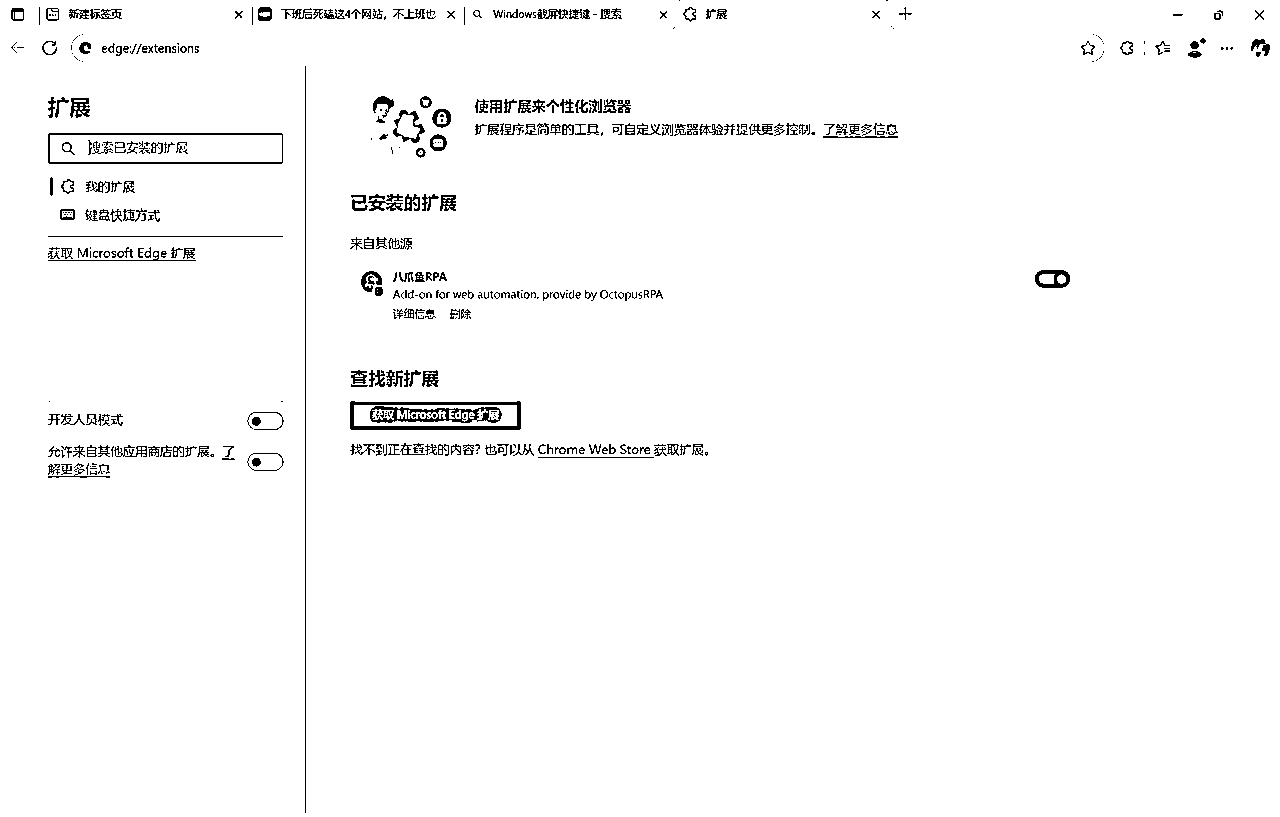 新建标签页
下班后死磕这4个网站，不上班也
Windows截屏快捷键 - 搜索
扩展
edge://extensions
扩展
搜索已安装的扩展
我的扩展
键盘快捷方式
获取 Microsoft Edge 扩展
开发人员模式
允许来自其他应用商店的扩展。了
解更多信息
使用扩展来个性化浏览器
扩展程序是简单的工具，可自定义浏览器体验并提供更多控制。了解更多信息
已安装的扩展
来自其他源
八爪鱼RPA
Add-on for web automation, provide by OctopusRPA
详细信息 删除
查找新扩展
获取 Microsoft Edge 扩展
找不到正在查找的内容? 也可以从 Chrome Web Store 获取扩展。